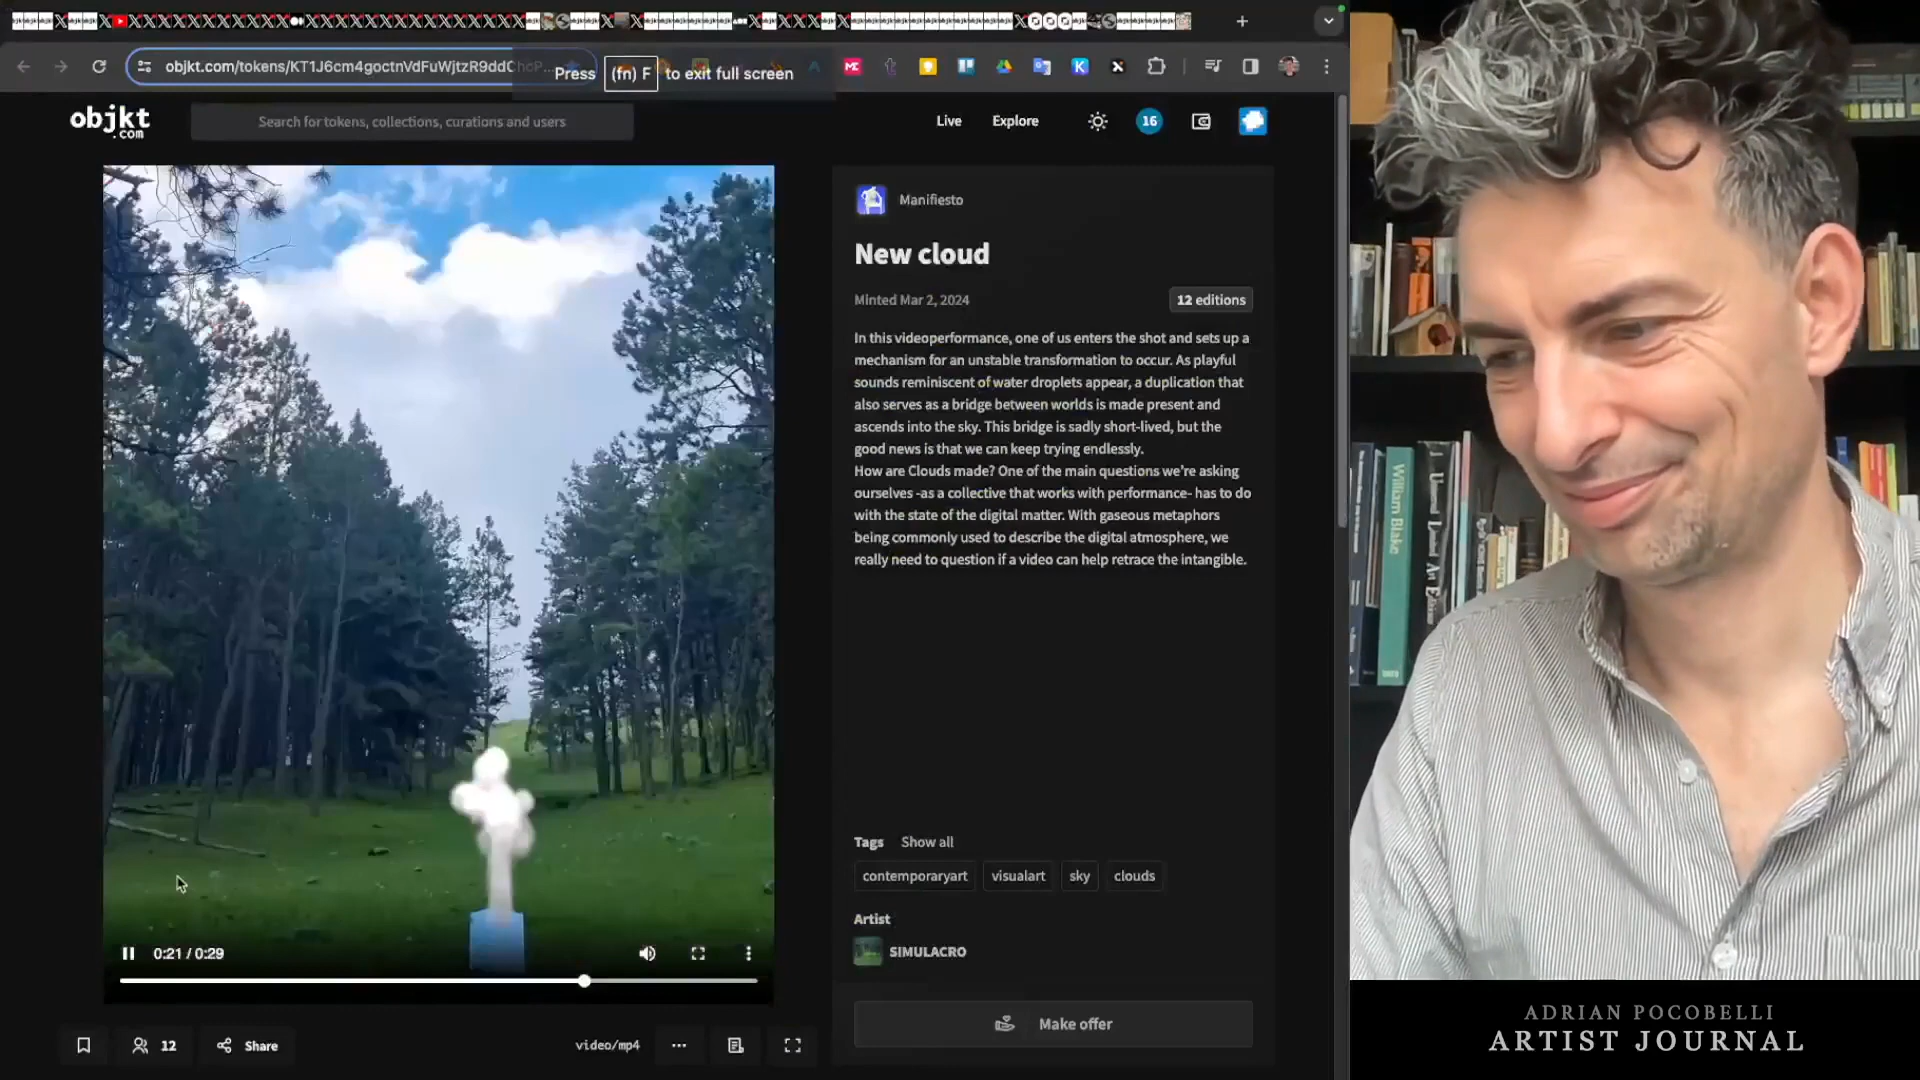 objkt.com/tokens/KT1J6cm4goctnVdFuWjtzR9ddC
Press (fn) F to exit full screen
objkt
.com
Search for tokens, collections, curations and users
Live
Explore
16
Manifiesto
New cloud
Minted Mar 2, 2024
12 editions
In this videoperformance, one of us enters the shot and sets up a
mechanism for an unstable transformation to occur. As playful
sounds reminiscent of water droplets appear, a duplication that
also serves as a bridge between worlds is made present and
ascends into the sky. This bridge is sadly short-lived, but the
good news is that we can keep trying endlessly.
How are Clouds made? One of the main questions we're asking
ourselves -as a collective that works with performance- has to do
with the state of the digital matter. With gaseous metaphors
being commonly used to describe the digital atmosphere, we
really need to question if a video can help retrace the intangible.
Tags
Show all
contemporaryart
visualart
sky
clouds
Artist
SIMULACRO
Make offer
0:21 / 0:29
12
Share
video/mp4
William Blake
ADRIAN POCOBELLI
ARTIST JOURNAL